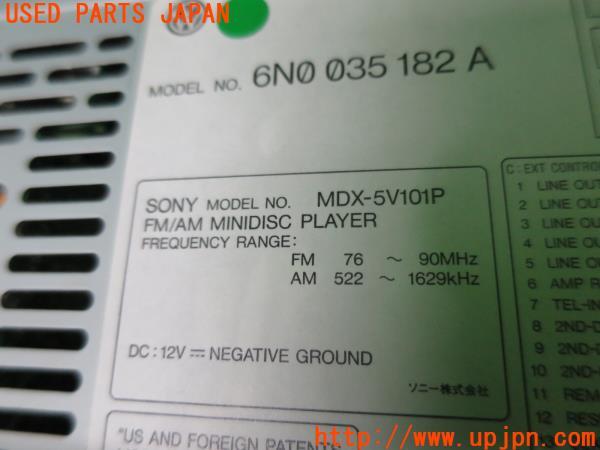 USED PARTS JAPAN
MODEL NO. 6N0 035 182 A
SONY MODEL NO. MDX-5V101P
FM/AM MINIDISC PLAYER
FREQUENCY RANGE:
FM 76 ~ 90MHz
AM 522 ~ 1629kHz
DC : 12V ⎓ NEGATIVE GROUND
ソニー株式会社
"US AND FOREIGN PATENTS
C : EXT CONTRO
1 LINE OUT
2 LINE OU
3 LINE OU
4 LINE OU
5 LINE OU
6 AMP R
7 TEL-IN
8 2ND-D
9 2ND-D
10 2ND-
11 REM
12 RES
http://www.upjpn.com/